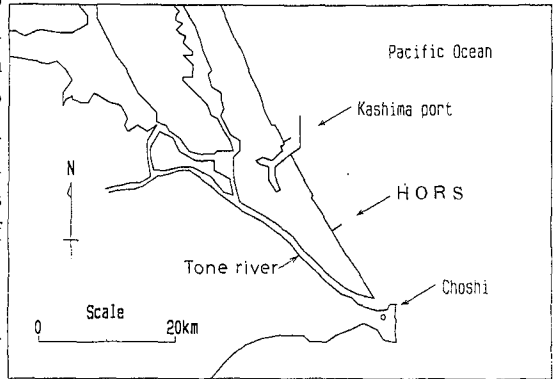 Pacific Ocean
Kashima port
N
HORS
Tone river
Choshi
Scale
0 20km